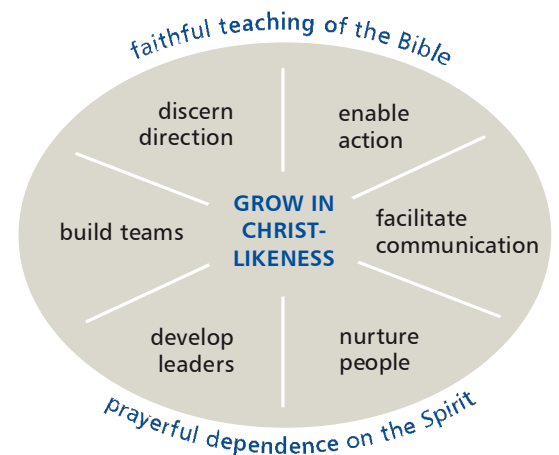 faithful teaching of the Bible
discern
direction
enable
action
build teams
GROW IN
CHRIST-
LIKENESS
facilitate
communication
develop
leaders
nurture
people
prayerful dependence on the Spirit